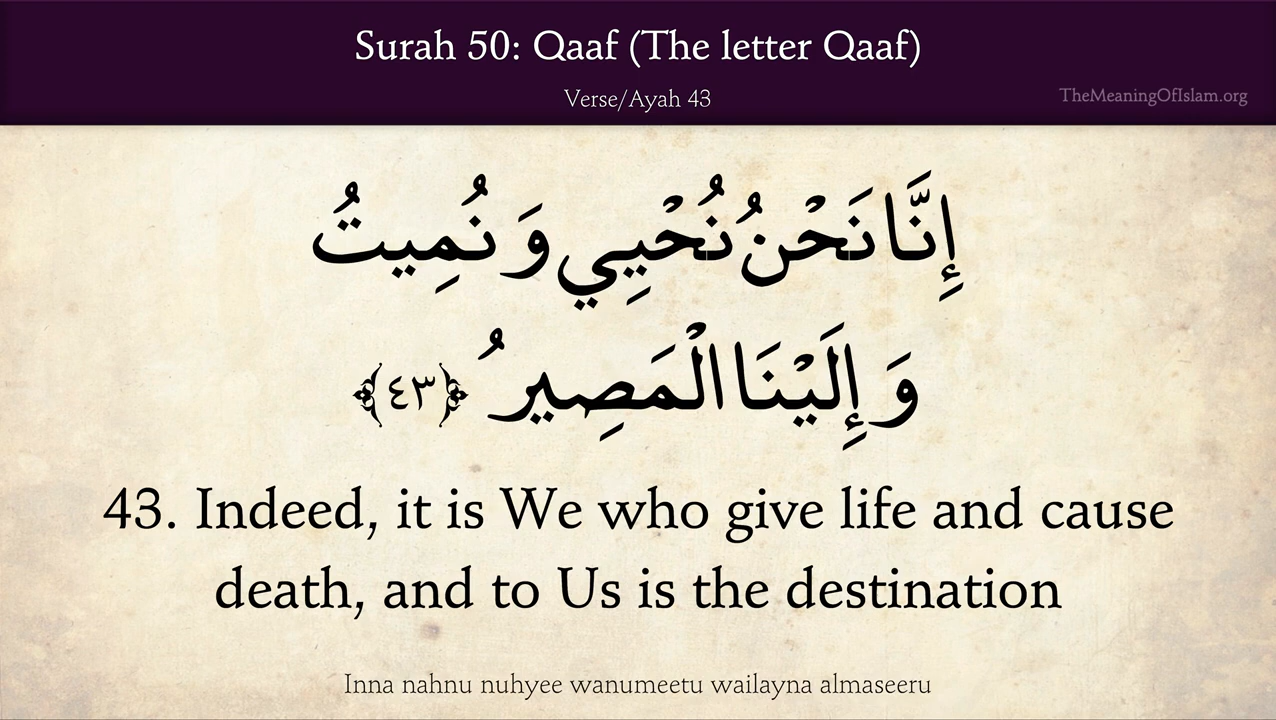 Surah 50: Qaaf (The letter Qaaf)
Verse/Ayah 43
TheMeaningOfIslam.org
إِنَّا نَحْنُ نُحْيِي وَنُمِيتُ
وَإِلَيْنَا الْمَصِيرُ ﴿٤٣﴾
43. Indeed, it is We who give life and cause
death, and to Us is the destination
Inna nahnu nuhyee wanumeetu wailayna almaseeru